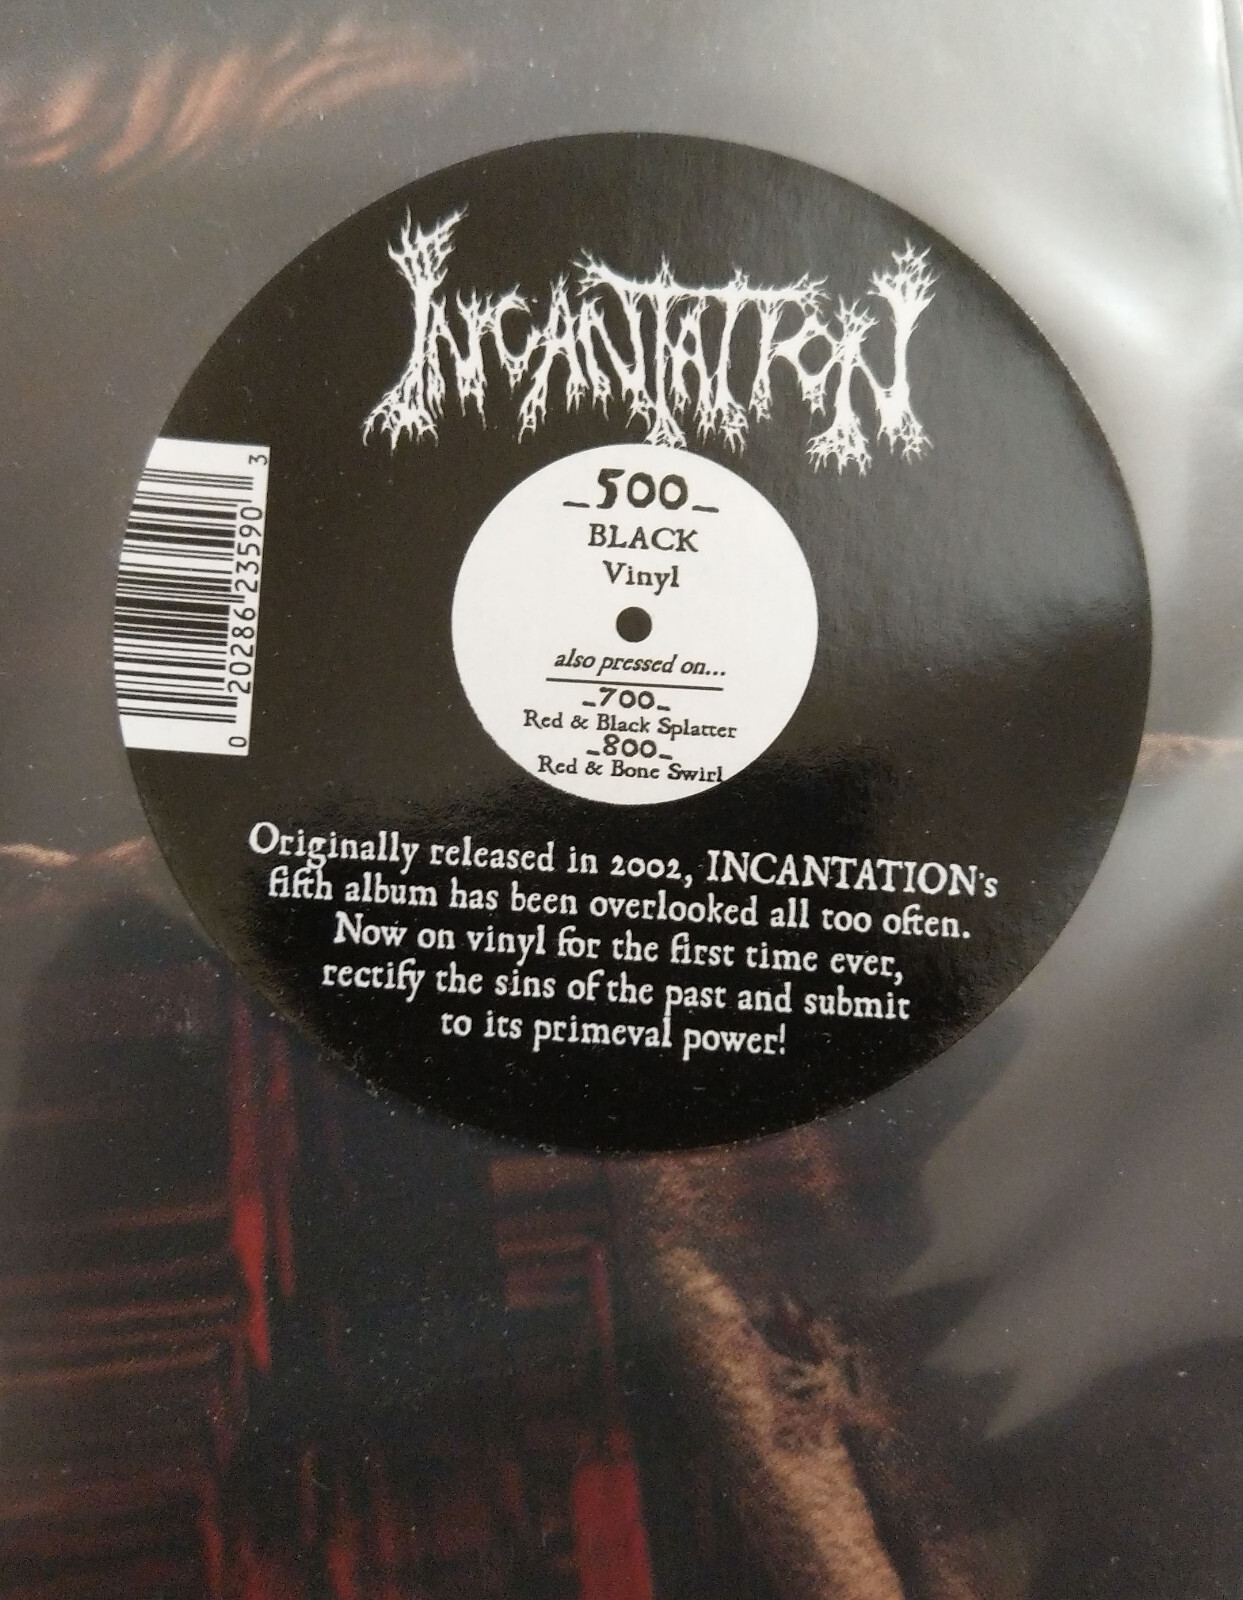 INCANTATION
_500_
BLACK
Vinyl
also pressed on...
_700_
Red & Black Splatter
_800_
Red & Bone Swirl
0 20286 23590 3
Originally released in 2002, INCANTATION's
fifth album has been overlooked all too often.
Now on vinyl for the first time ever,
rectify the sins of the past and submit
to its primeval power!